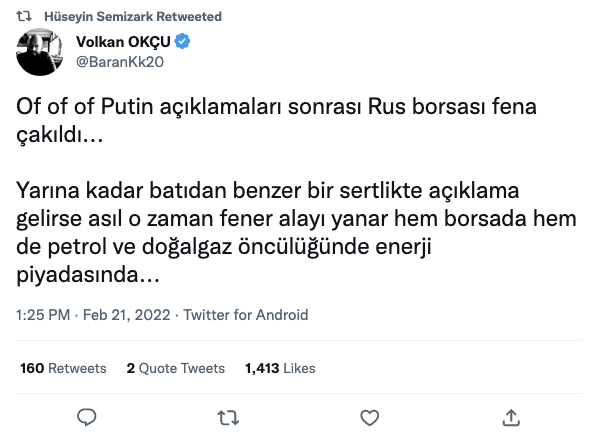 Hüseyin Semizark Retweeted
Volkan OKÇU
@BaranKk20
Of of of Putin açıklamaları sonrası Rus borsası fena
çakıldı...
Yarına kadar batıdan benzer bir sertlikte açıklama
gelirse asıl o zaman fener alayı yanar hem borsada hem
de petrol ve doğalgaz öncülüğünde enerji
piyadasında...
1:25 PM · Feb 21, 2022 · Twitter for Android
160 Retweets 2 Quote Tweets 1,413 Likes